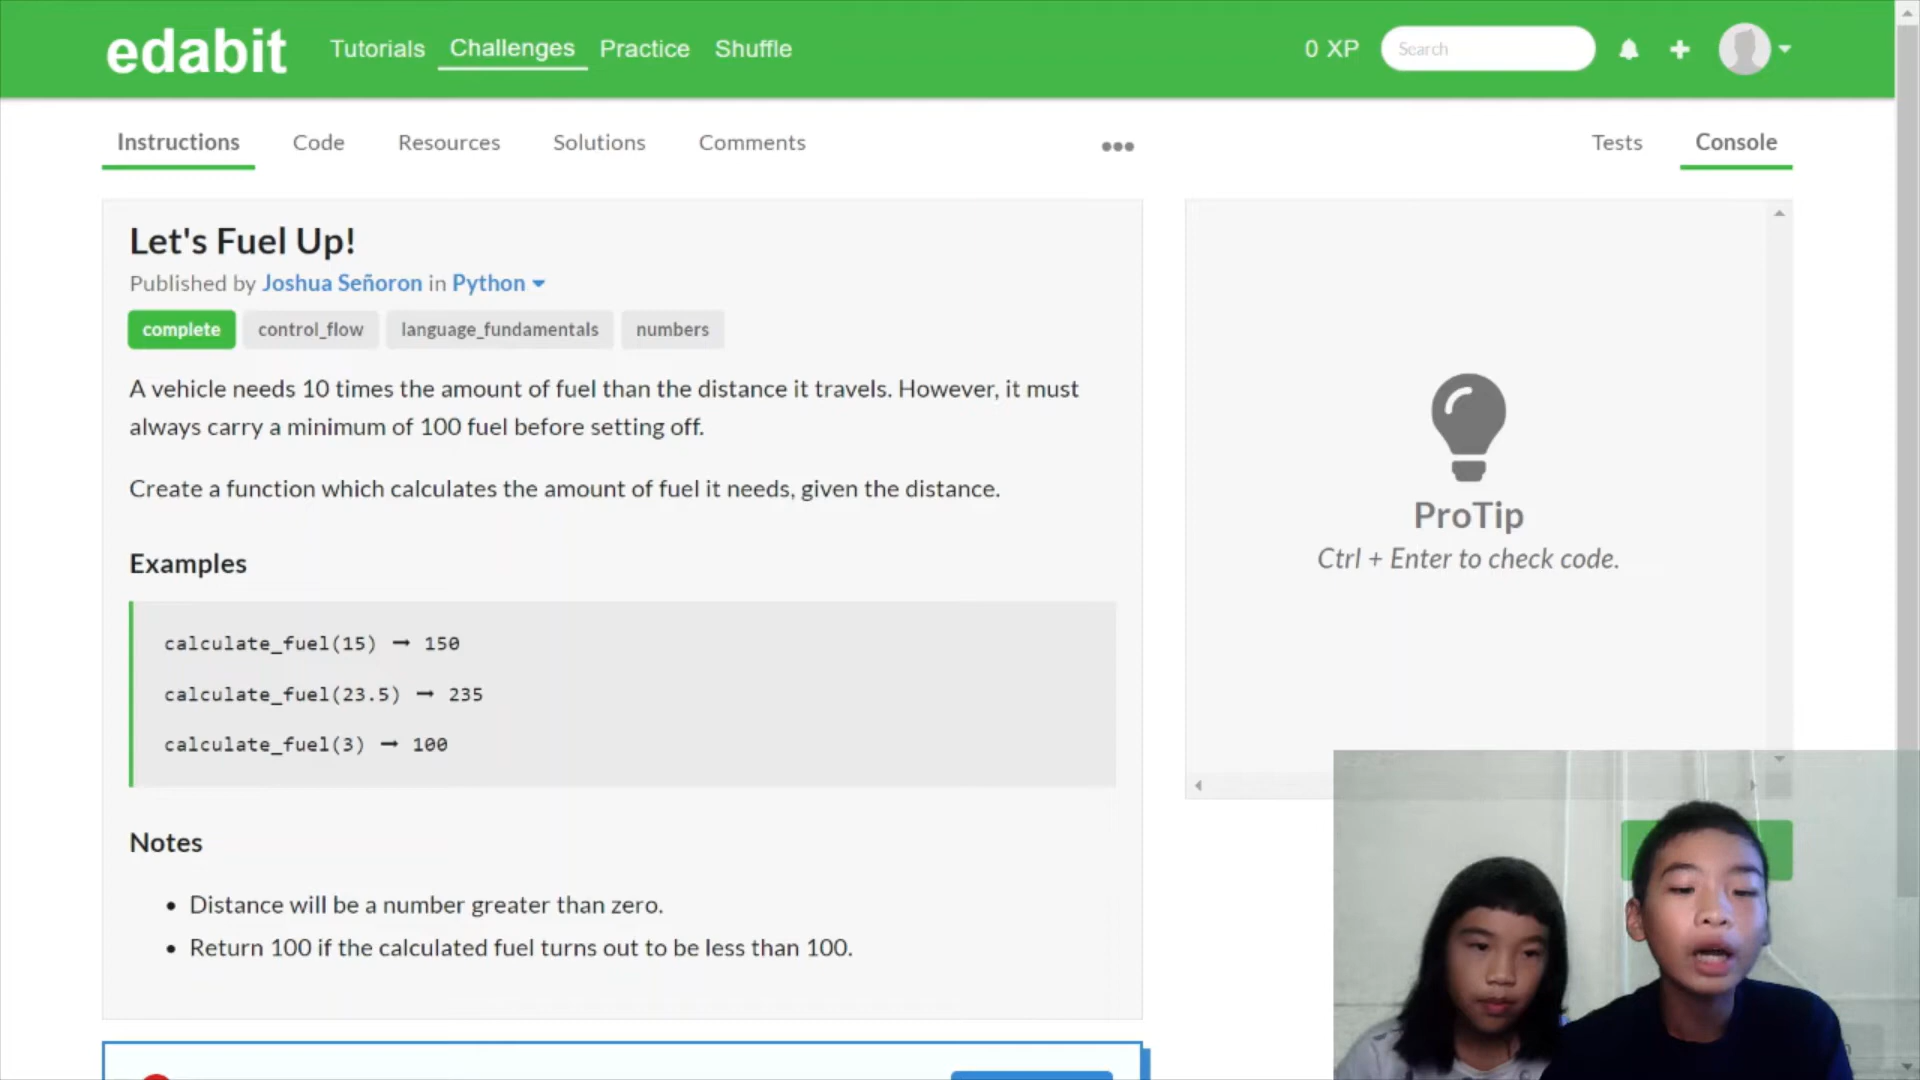 edabit Tutorials Challenges Practice Shuffle 0 XP Search
Instructions Code Resources Solutions Comments Tests Console
Let's Fuel Up!
Published by Joshua Señoron in Python
complete control_flow language_fundamentals numbers
A vehicle needs 10 times the amount of fuel than the distance it travels. However, it must
always carry a minimum of 100 fuel before setting off.
Create a function which calculates the amount of fuel it needs, given the distance.
Examples
calculate_fuel(15) ➞ 150
calculate_fuel(23.5) ➞ 235
calculate_fuel(3) ➞ 100
Notes
• Distance will be a number greater than zero.
• Return 100 if the calculated fuel turns out to be less than 100.
ProTip
Ctrl + Enter to check code.